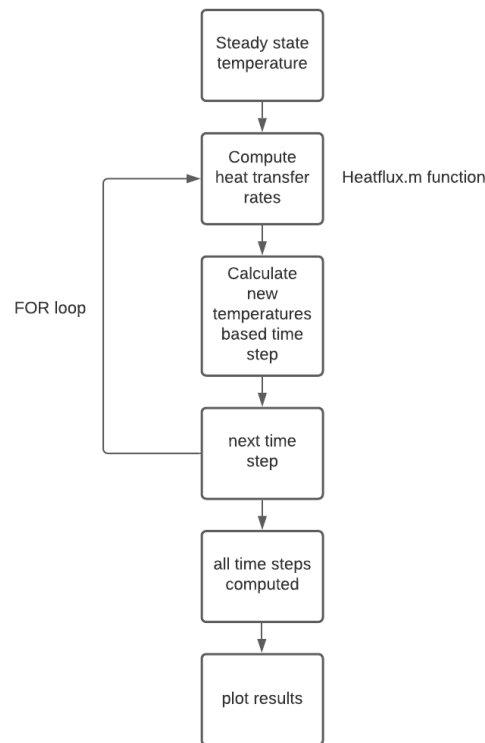 Steady state
temperature
Compute
heat transfer
rates
Heatflux.m function
Calculate
new
temperatures
based time
step
FOR loop
next time
step
all time steps
computed
plot results